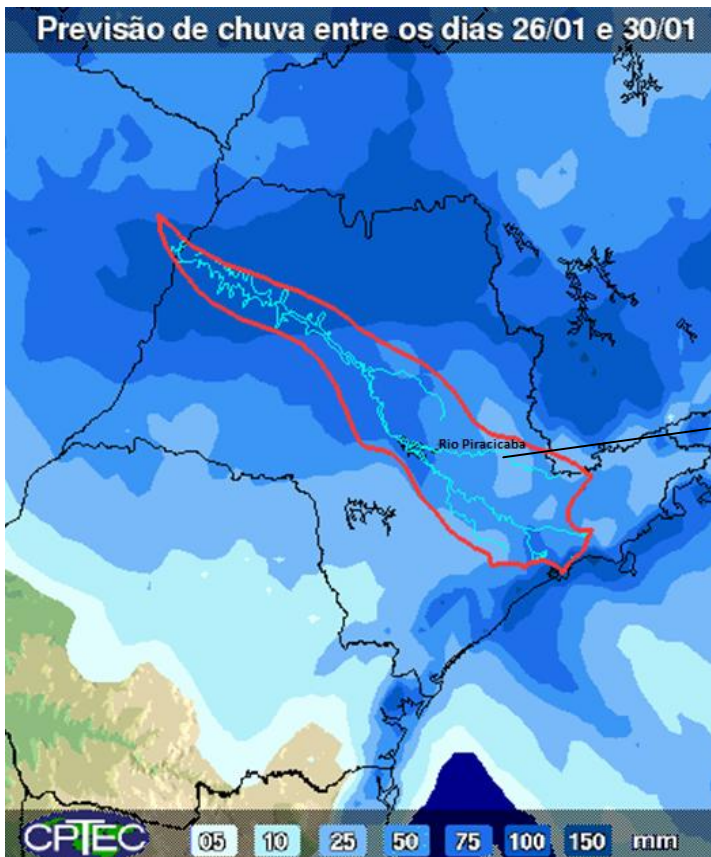 Previsão de chuva entre os dias 26/01 e 30/01
Rio Piracicaba
CPTEC 05 10 25 50 75 100 150 mm